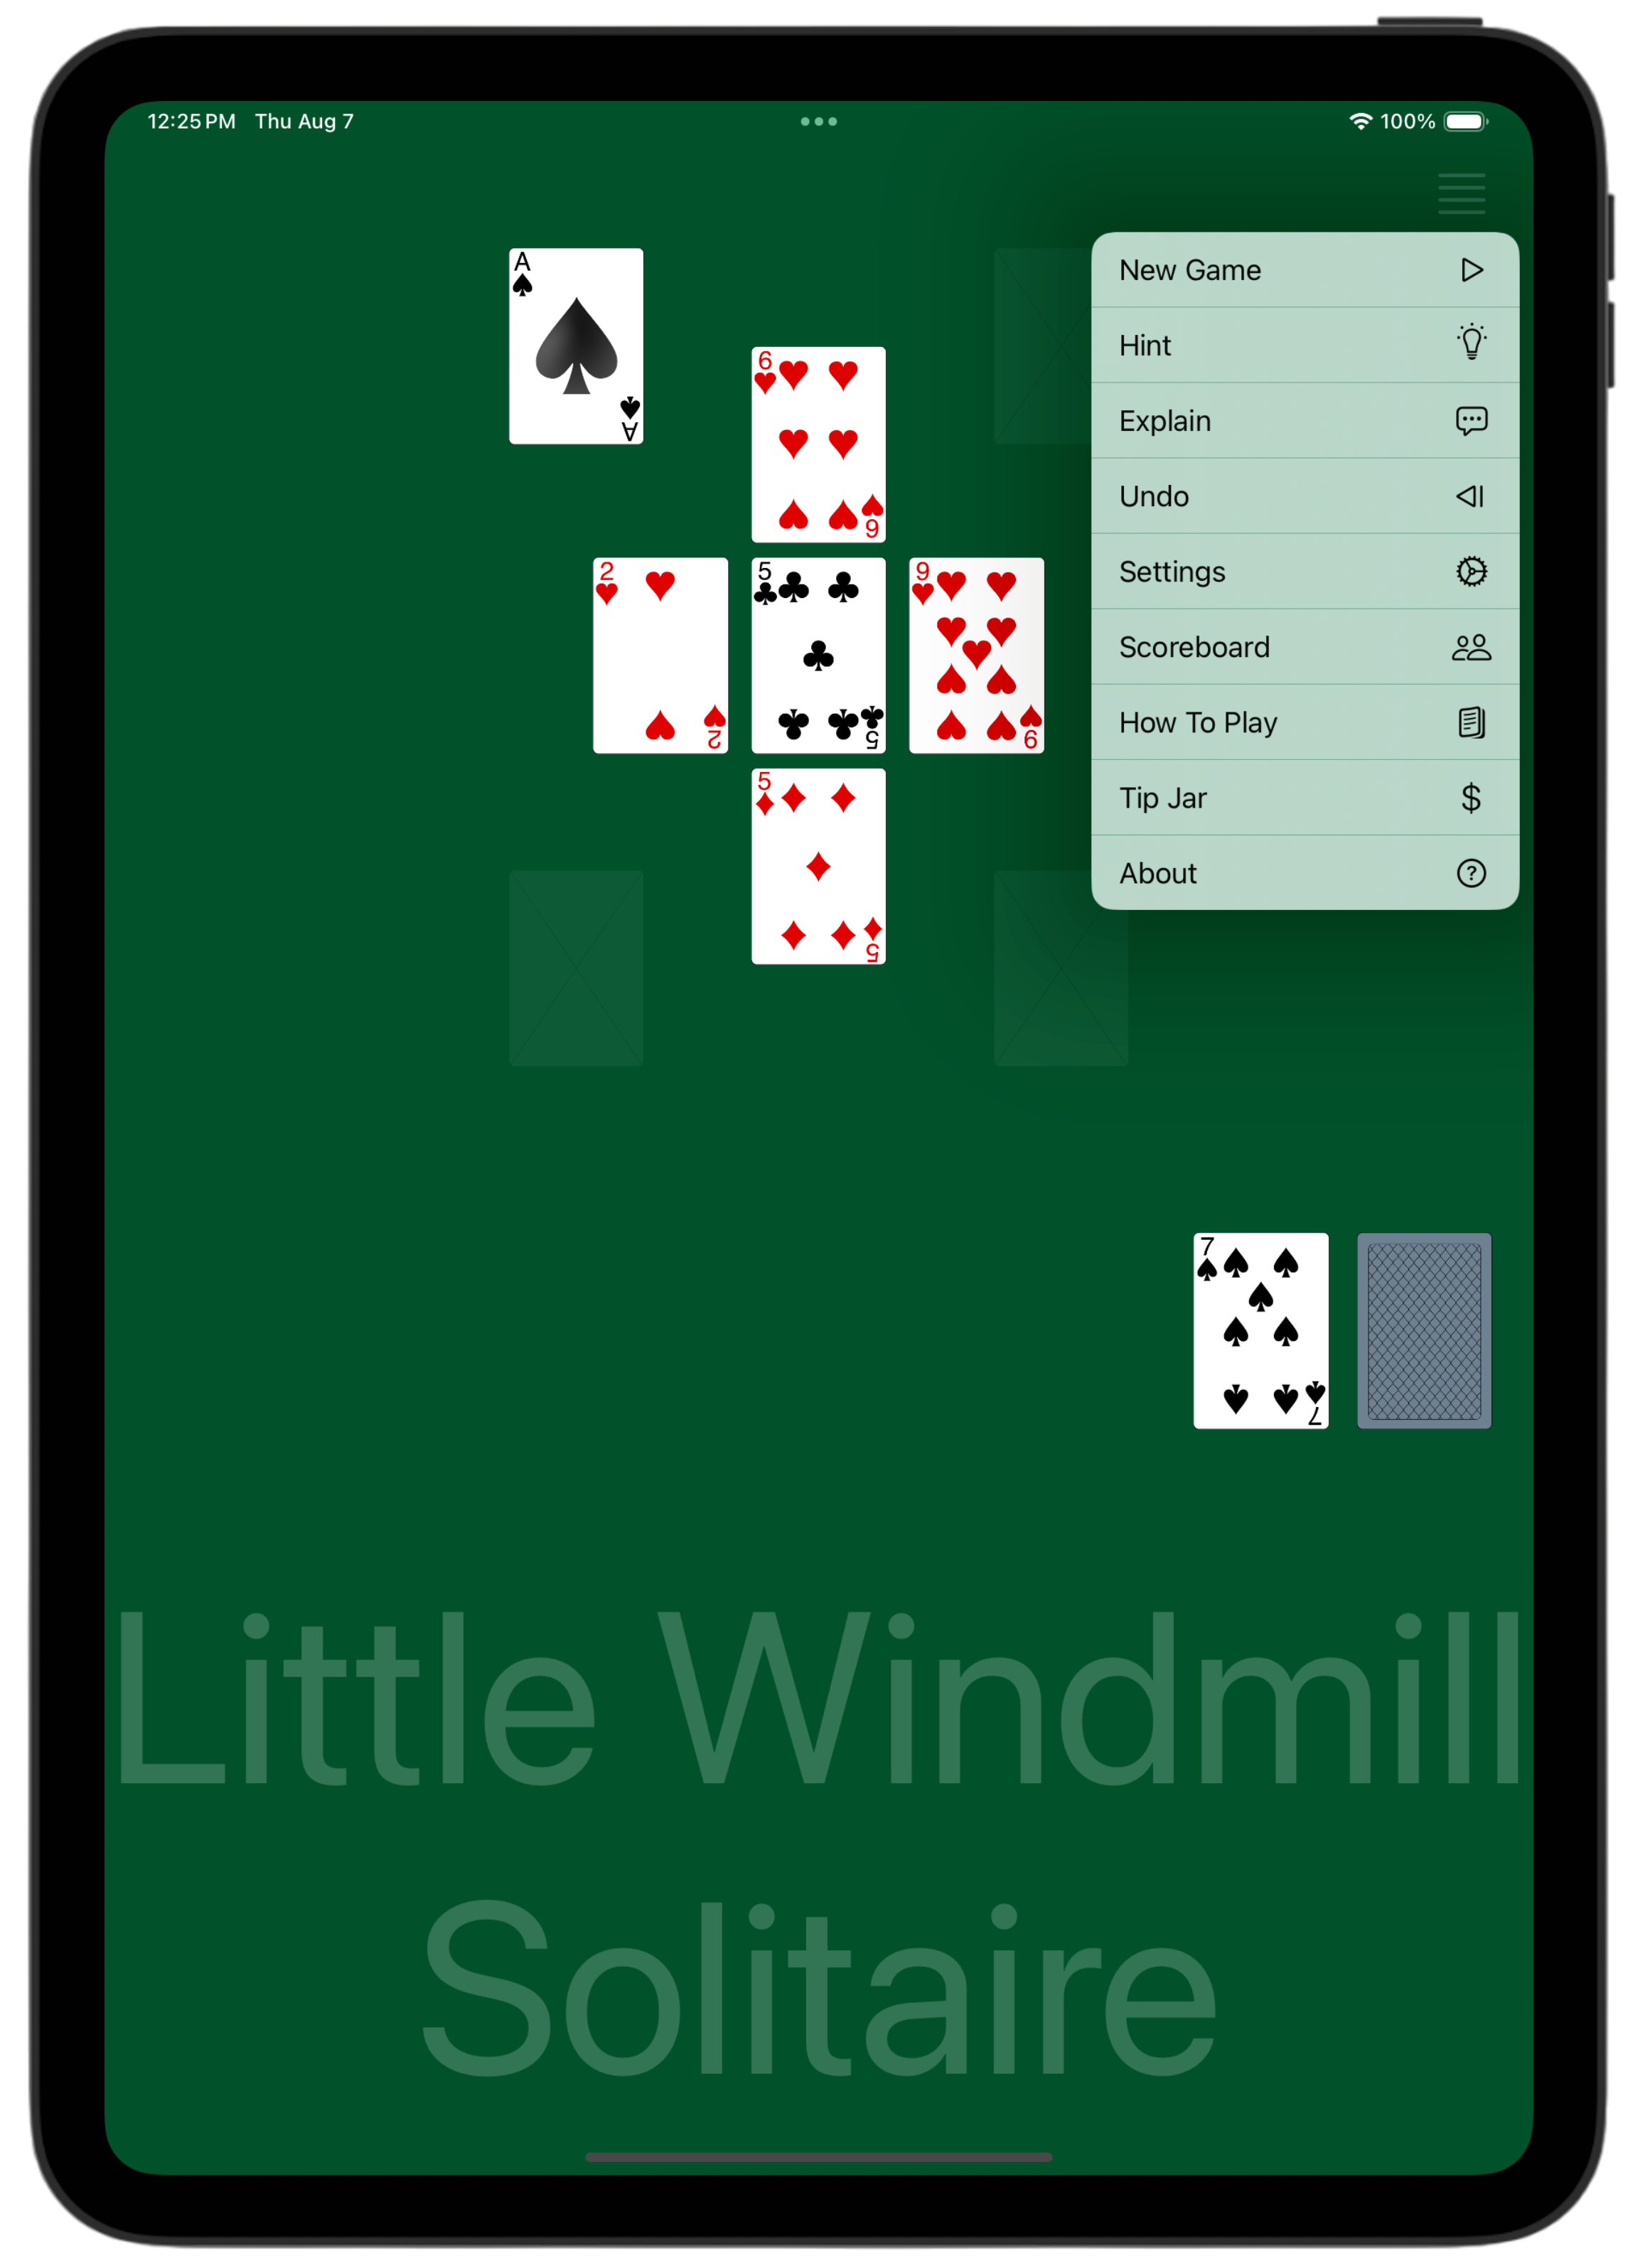 12:25 PM Thu Aug 7
100%
A
A
6
6
2
2
5
5
9
9
5
5
New Game
Hint
Explain
Undo
Settings
Scoreboard
How To Play
Tip Jar $
About ?
7
7
Little Windmill
Solitaire